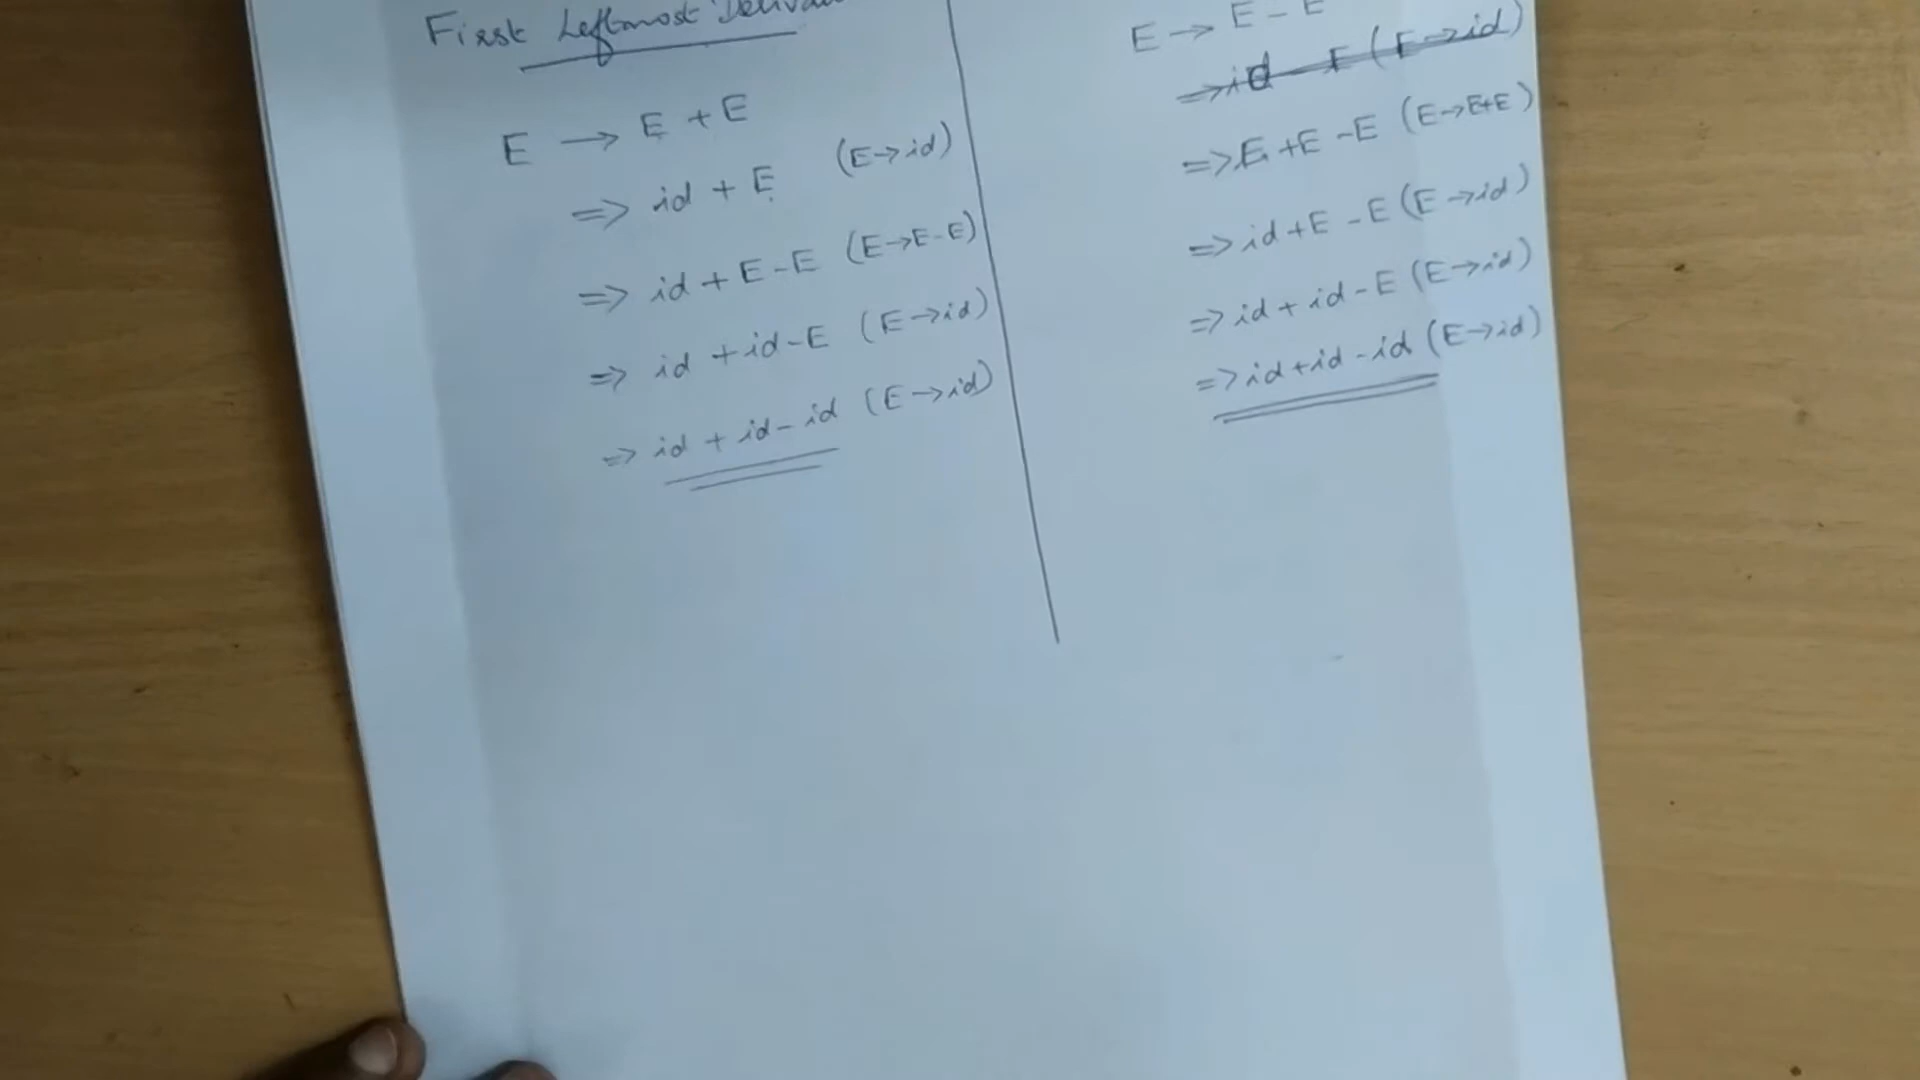 First Leftmost
E → E + E
⇒ id + E (E→id)
⇒ id + E - E (E→E-E)
⇒ id + id - E (E→id)
⇒ id + id - id (E→id)
E → E - E
⇒ id - E (E→id)
⇒ E + E - E (E→E+E)
⇒ id + E - E (E→id)
⇒ id + id - E (E→id)
⇒ id + id - id (E→id)